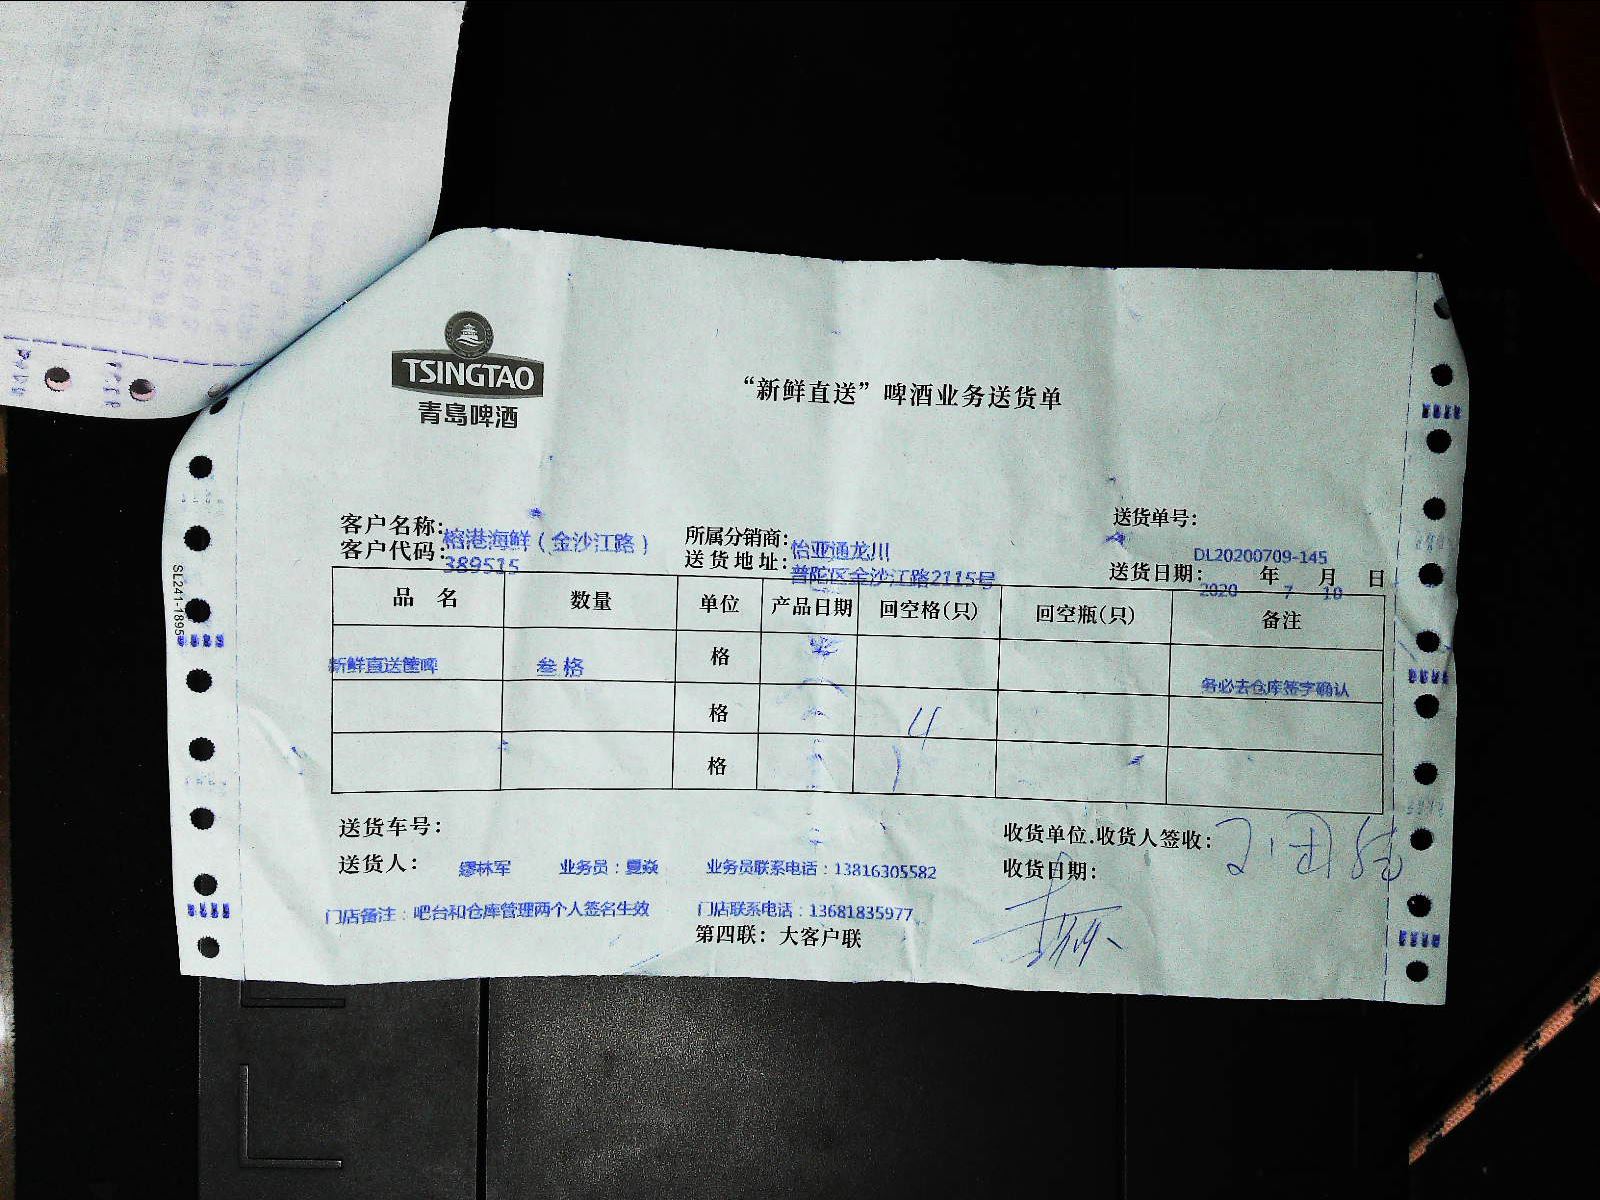 TSINGTAO
青岛啤酒
“新鲜直送”啤酒业务送货单
客户名称: 榕港海鲜（金沙江路） 所属分销商: 怡亚通龙川 送货单号: DL20200709-145
客户代码: 389515 送货地址: 普陀区金沙江路2115号 送货日期: 2020 年 7 月 10 日
品 名 数量 单位 产品日期 回空格(只) 回空瓶(只) 备注
新鲜直送箧啤 叁格 格 务必去仓库签字确认
格 4
格
送货车号: 收货单位.收货人签收:
送货人: 缪林军 业务员：夏焱 业务员联系电话：13816305582 收货日期:
门店备注：吧台和仓库管理两个人签名生效 门店联系电话：13681835977
第四联: 大客户联
SL241-1895